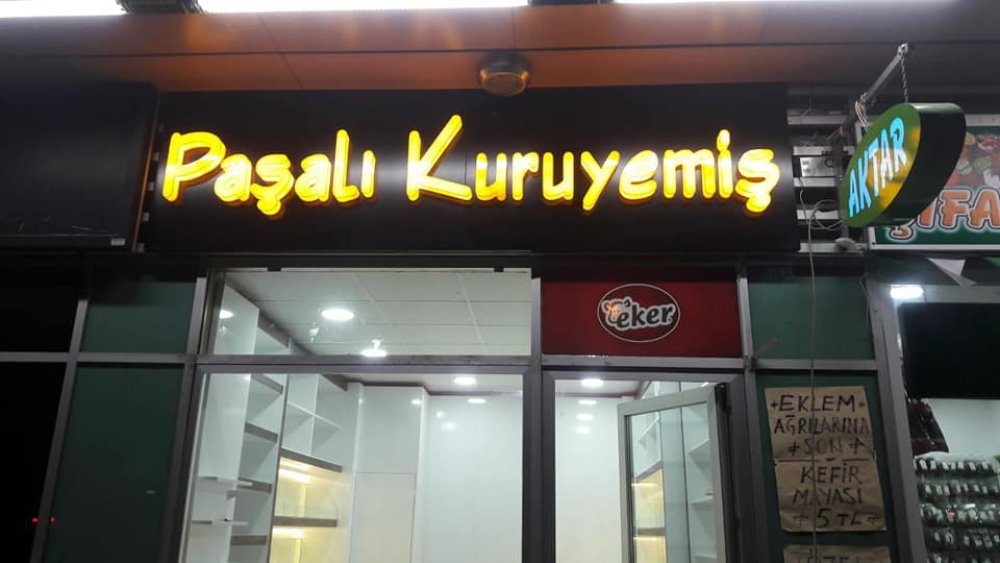 Paşalı Kuruyemiş
AKTAR
ŞİFA
eker
EKLEM
AĞRILARINA
SON
KEFİR
MAYASI
5 TL